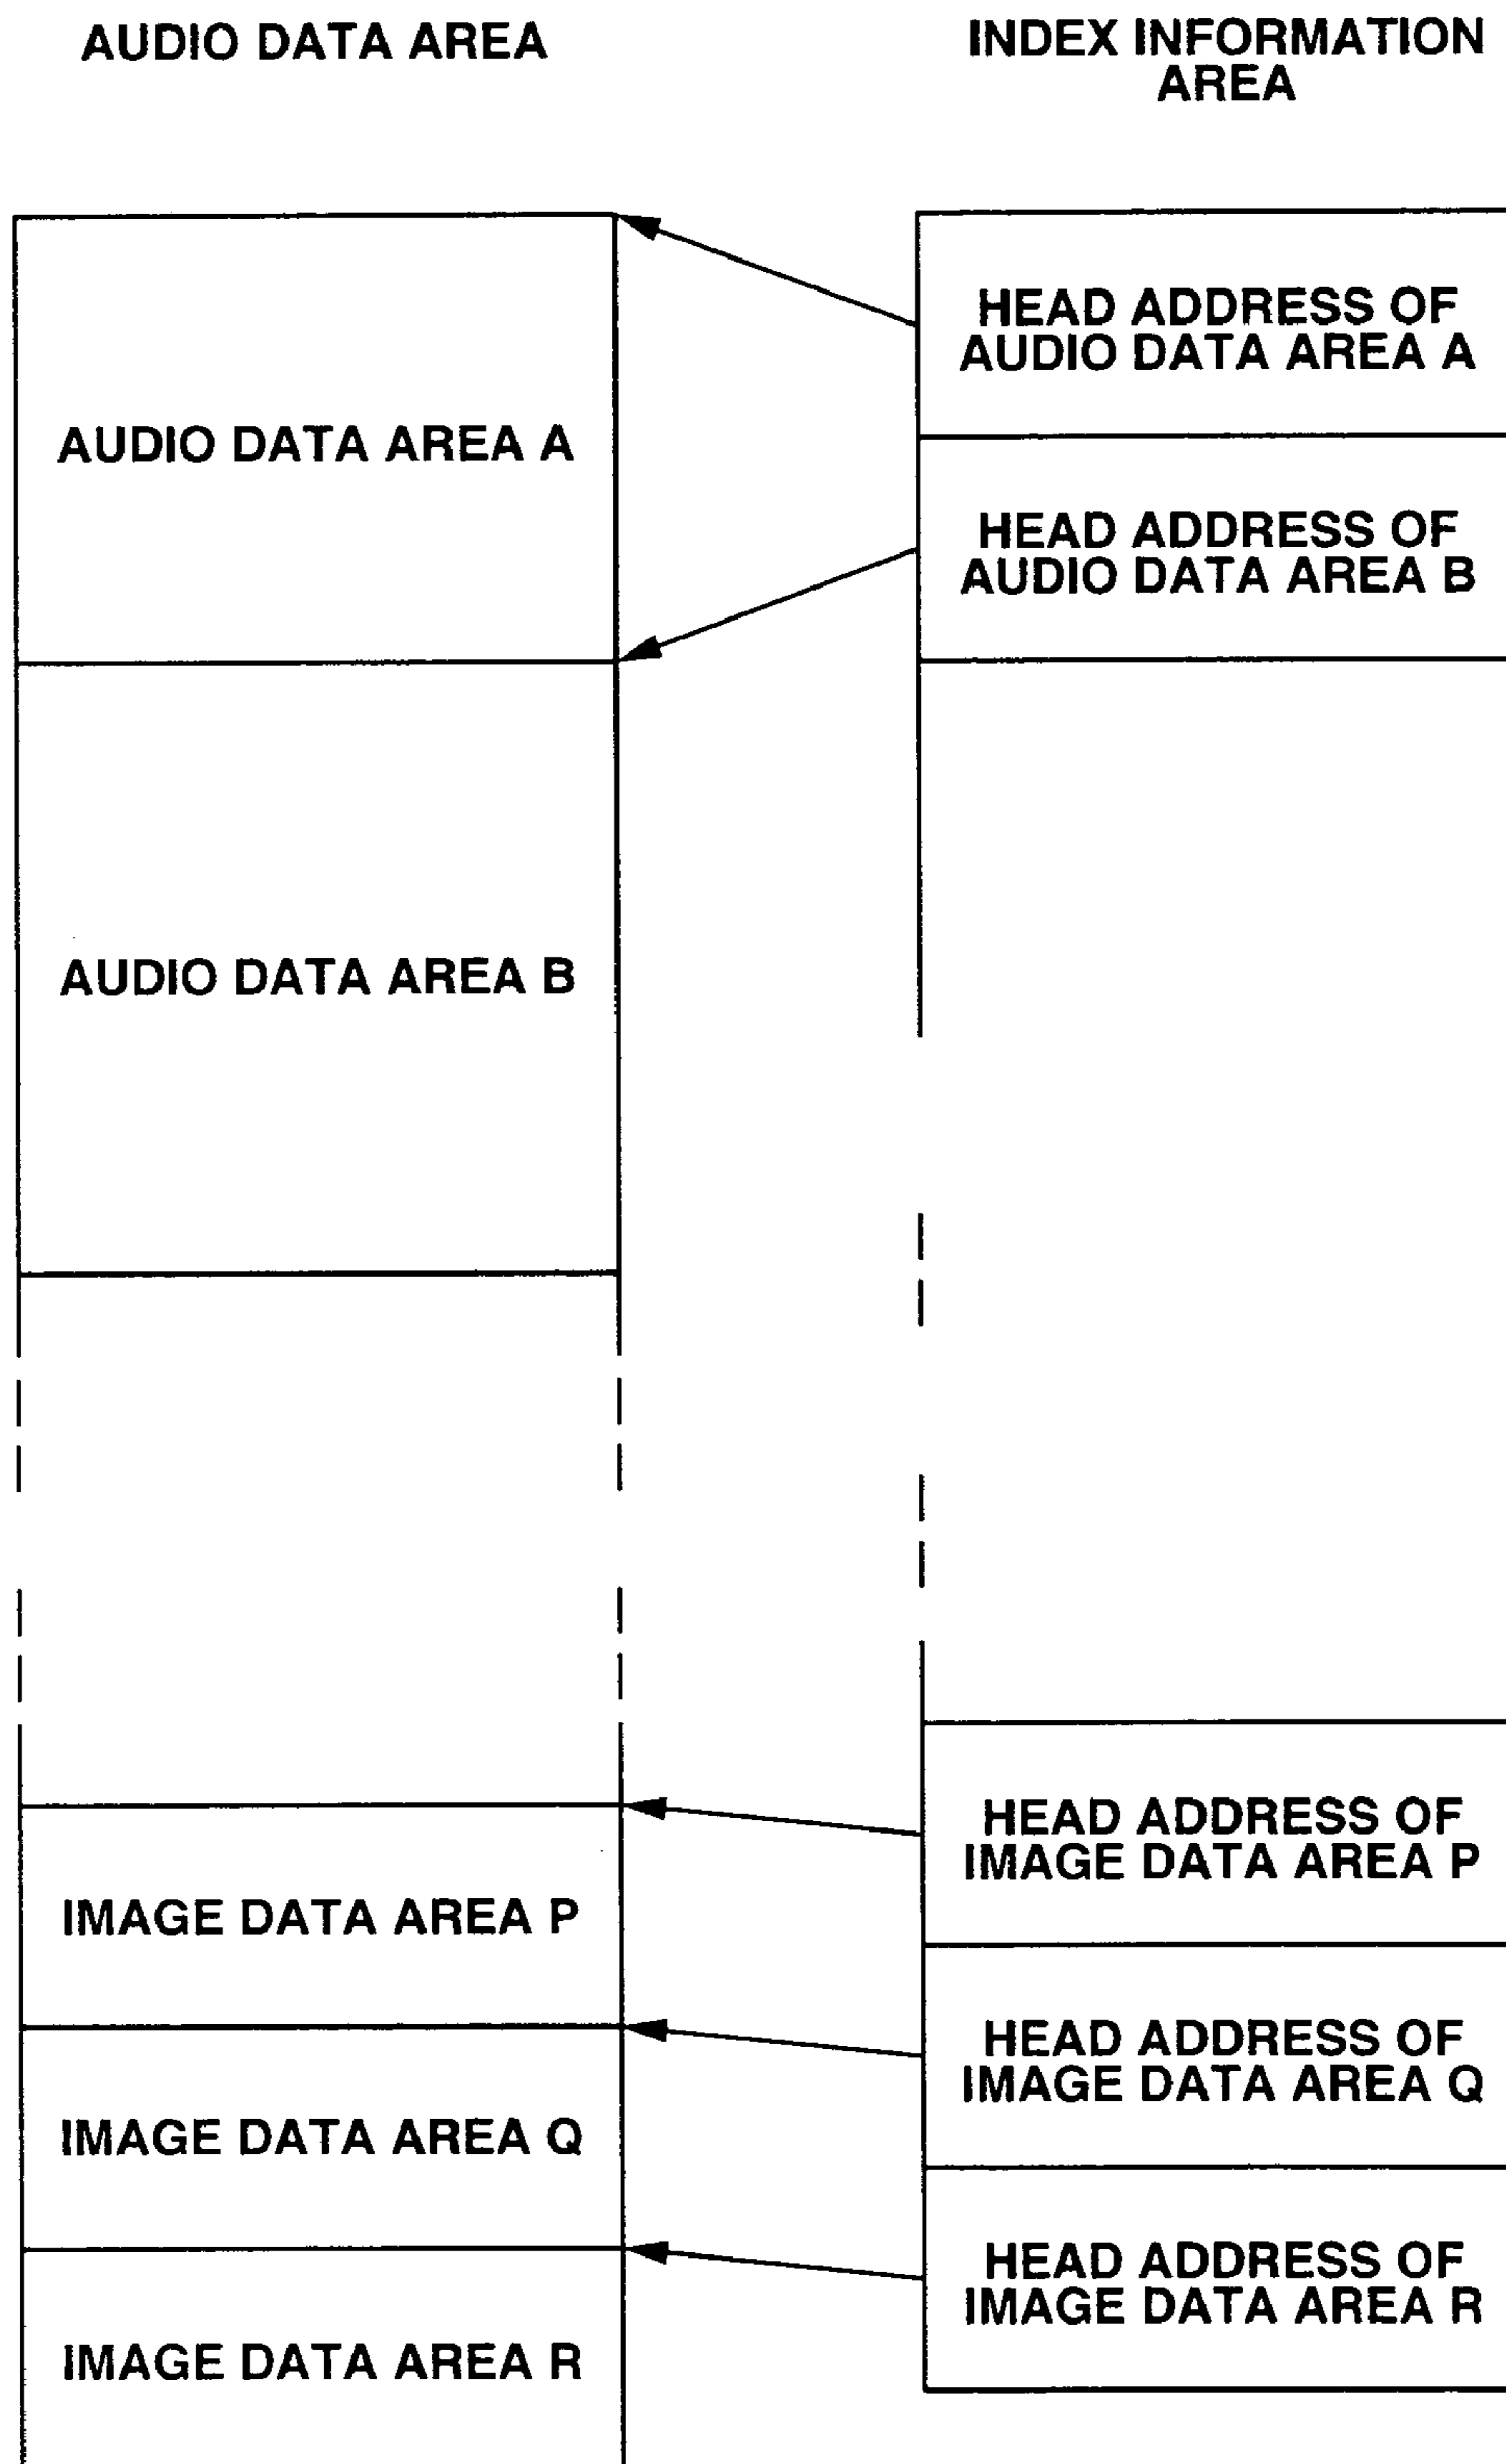 AUDIO DATA AREA
INDEX INFORMATION
AREA
HEAD ADDRESS OF
AUDIO DATA AREA A
AUDIO DATA AREA A
HEAD ADDRESS OF
AUDIO DATA AREA B
AUDIO DATA AREA B
HEAD ADDRESS OF
IMAGE DATA AREA P
IMAGE DATA AREA P
HEAD ADDRESS OF
IMAGE DATA AREA Q
IMAGE DATA AREA Q
HEAD ADDRESS OF
IMAGE DATA AREA R
IMAGE DATA AREA R